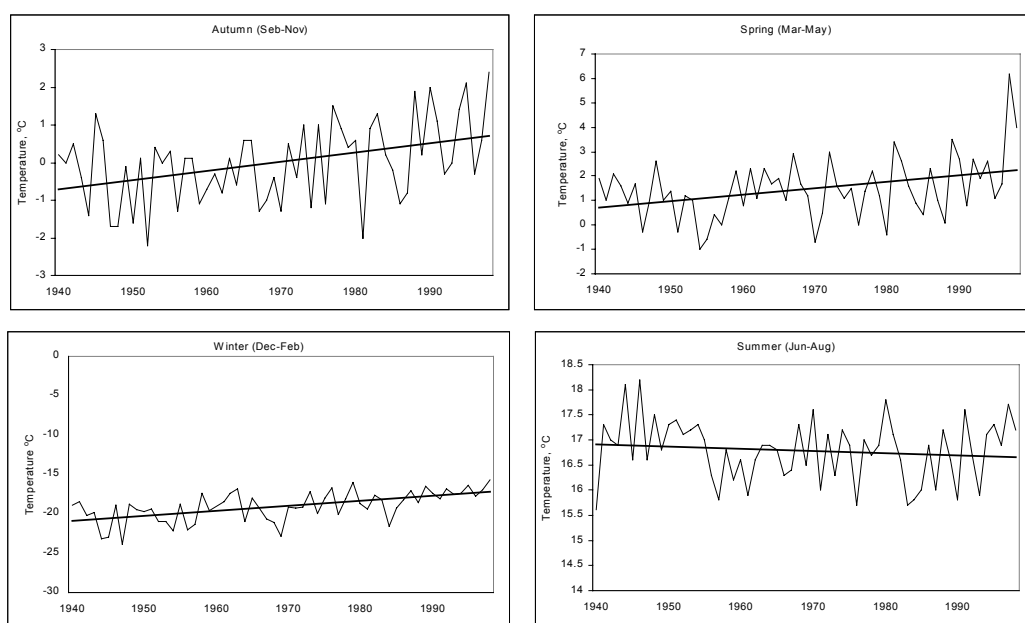 Autumn (Seb-Nov)
Temperature, °C
3
2
1
0
-1
-2
-3
1940 1950 1960 1970 1980 1990
Spring (Mar-May)
Temperature, °C
7
6
5
4
3
2
1
0
-1
-2
1940 1950 1960 1970 1980 1990
Winter (Dec-Feb)
Temperature °C
0
-5
-10
-15
-20
-25
-30
1940 1950 1960 1970 1980 1990
Summer (Jun-Aug)
Temperature, °C
18.5
18
17.5
17
16.5
16
15.5
15
14.5
14
1940 1950 1960 1970 1980 1990